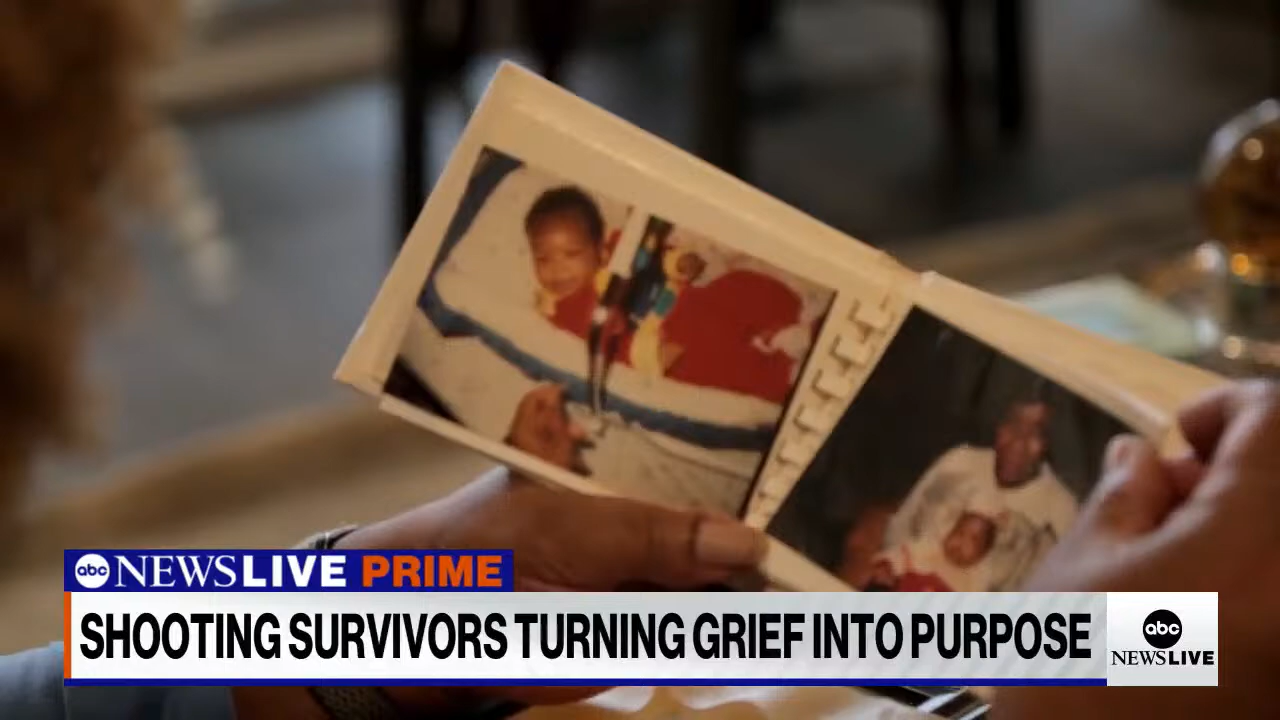 abc NEWS LIVE PRIME
SHOOTING SURVIVORS TURNING GRIEF INTO PURPOSE
abc
NEWS LIVE